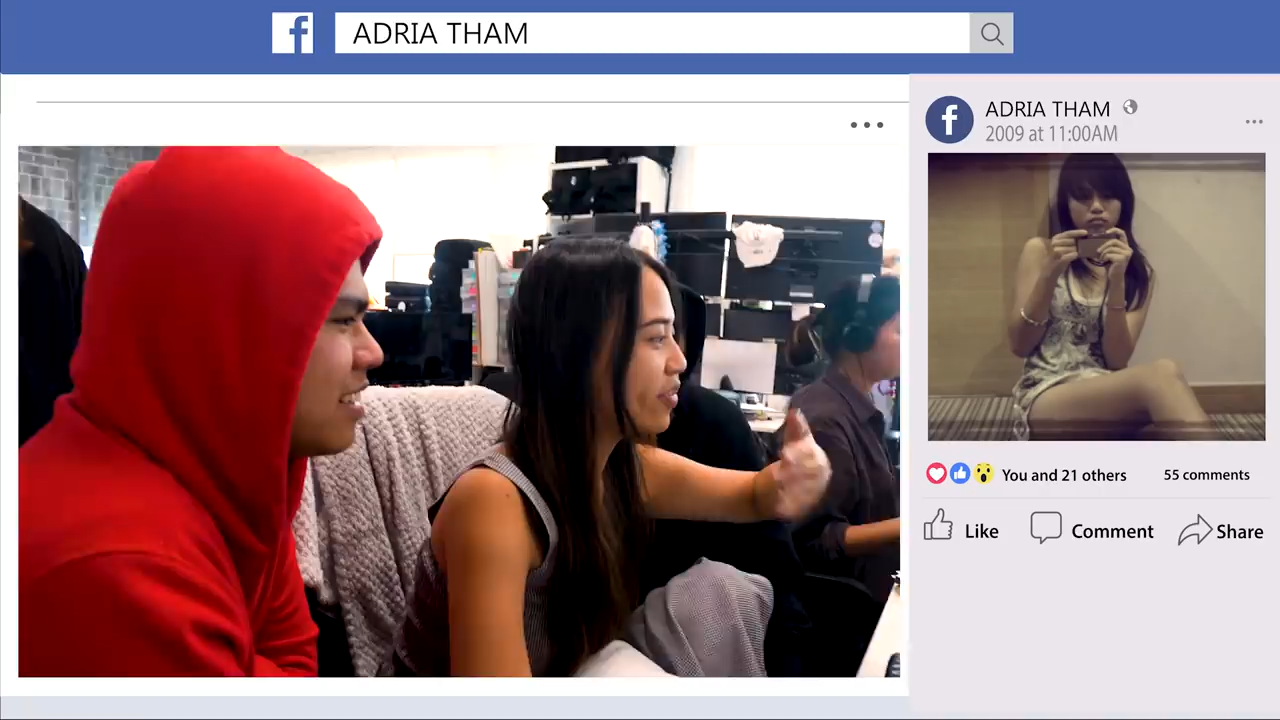 f ADRIA THAM
f ADRIA THAM
2009 at 11:00AM
You and 21 others 55 comments
Like Comment Share